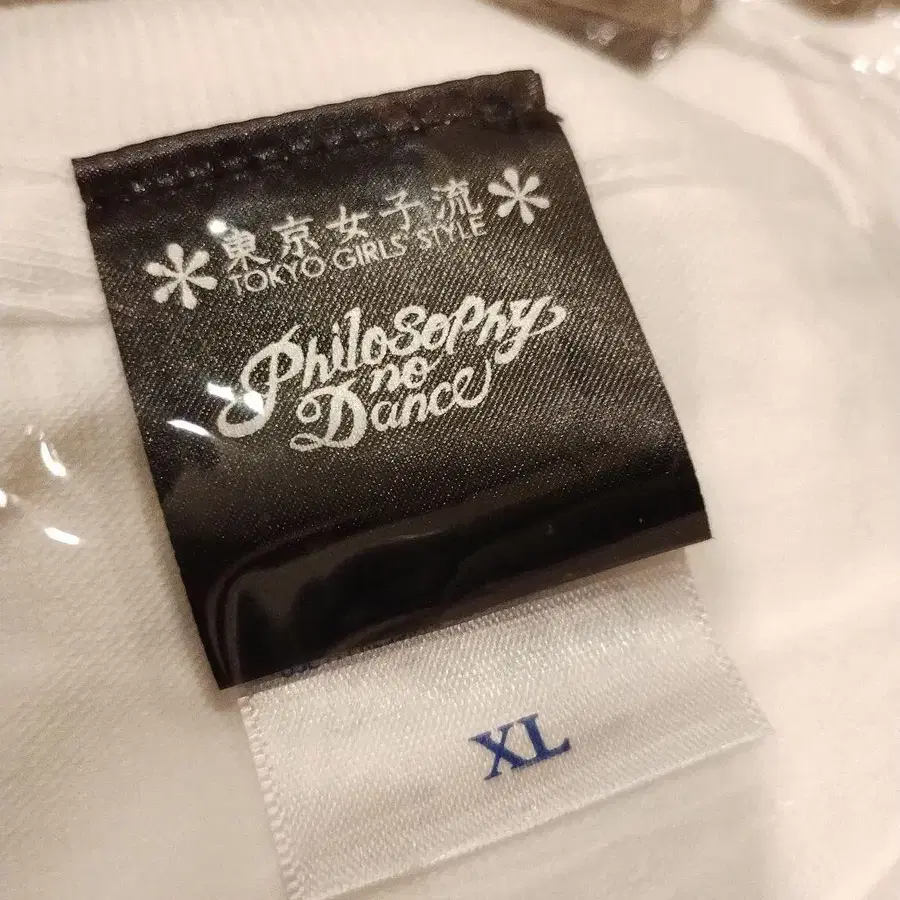 東京女子流
TOKYO GIRLS' STYLE
Philosophy
no
Dance
XL